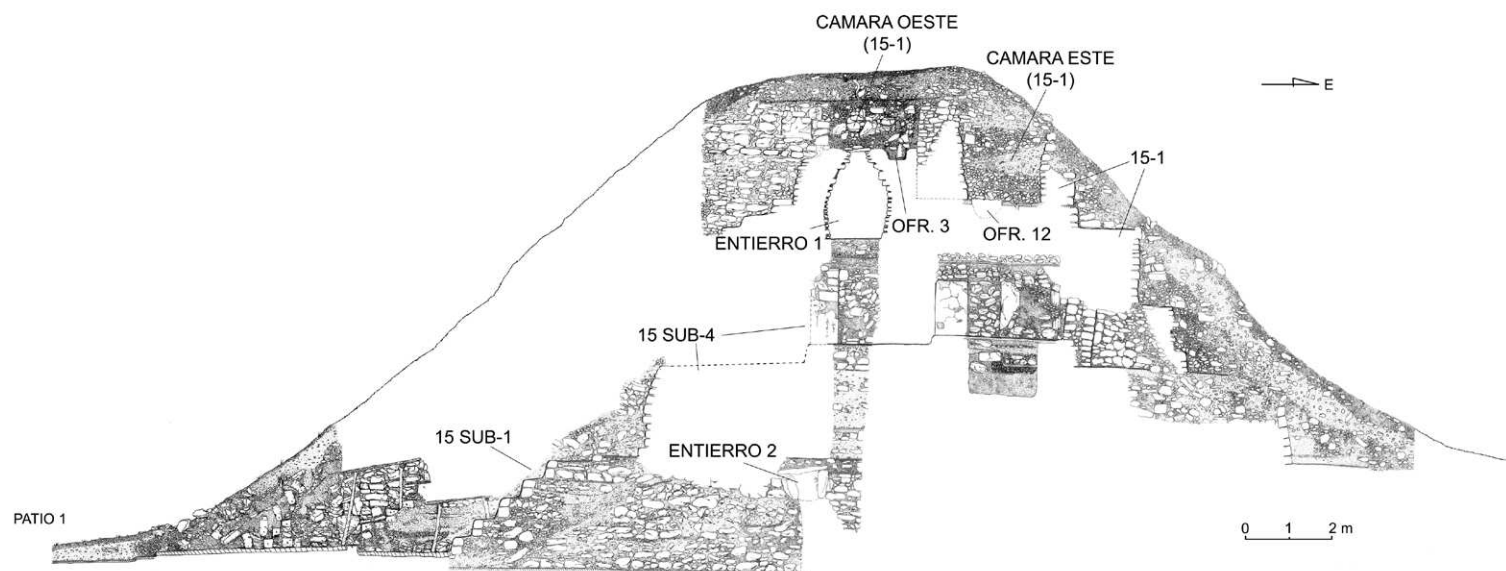 CAMARA OESTE
(15-1)
CAMARA ESTE
(15-1)
E
15-1
ENTIERRO 1
OFR. 3
OFR. 12
15 SUB-4
15 SUB-1
ENTIERRO 2
PATIO 1
0 1 2 m